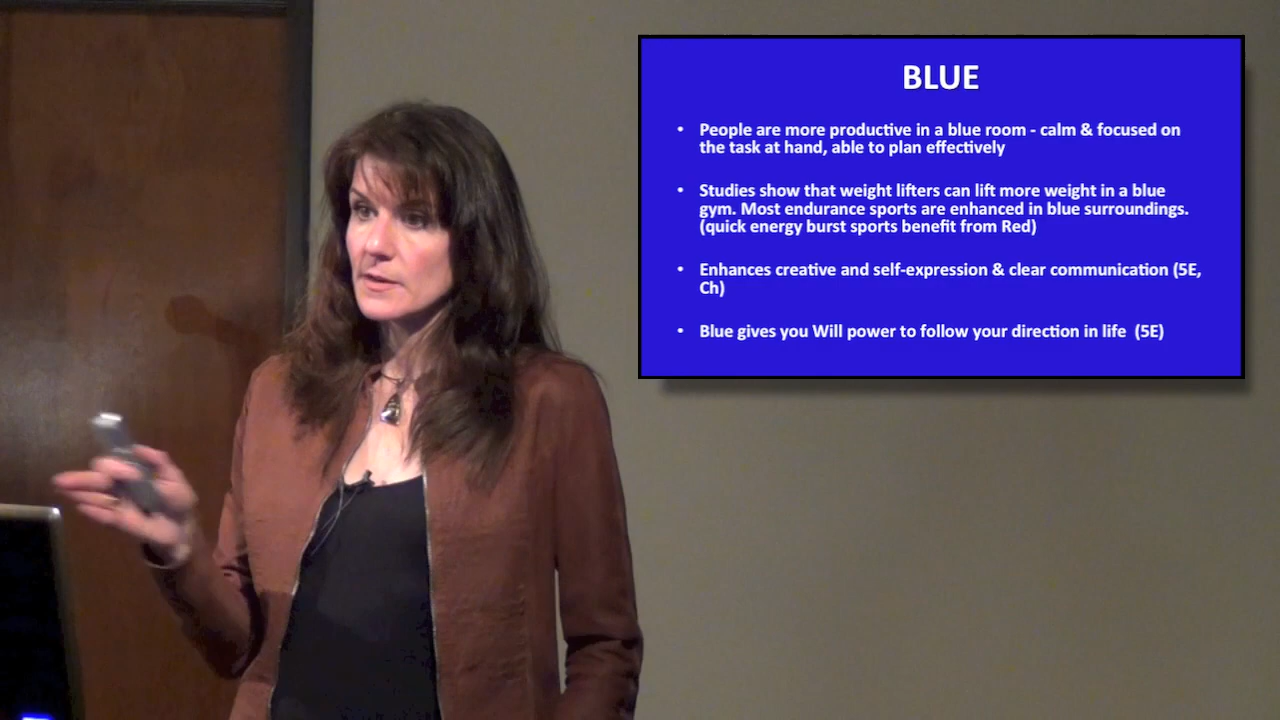 BLUE
• People are more productive in a blue room - calm & focused on
the task at hand, able to plan effectively
• Studies show that weight lifters can lift more weight in a blue
gym. Most endurance sports are enhanced in blue surroundings.
(quick energy burst sports benefit from Red)
• Enhances creative and self-expression & clear communication (5E,
Ch)
• Blue gives you Will power to follow your direction in life (5E)